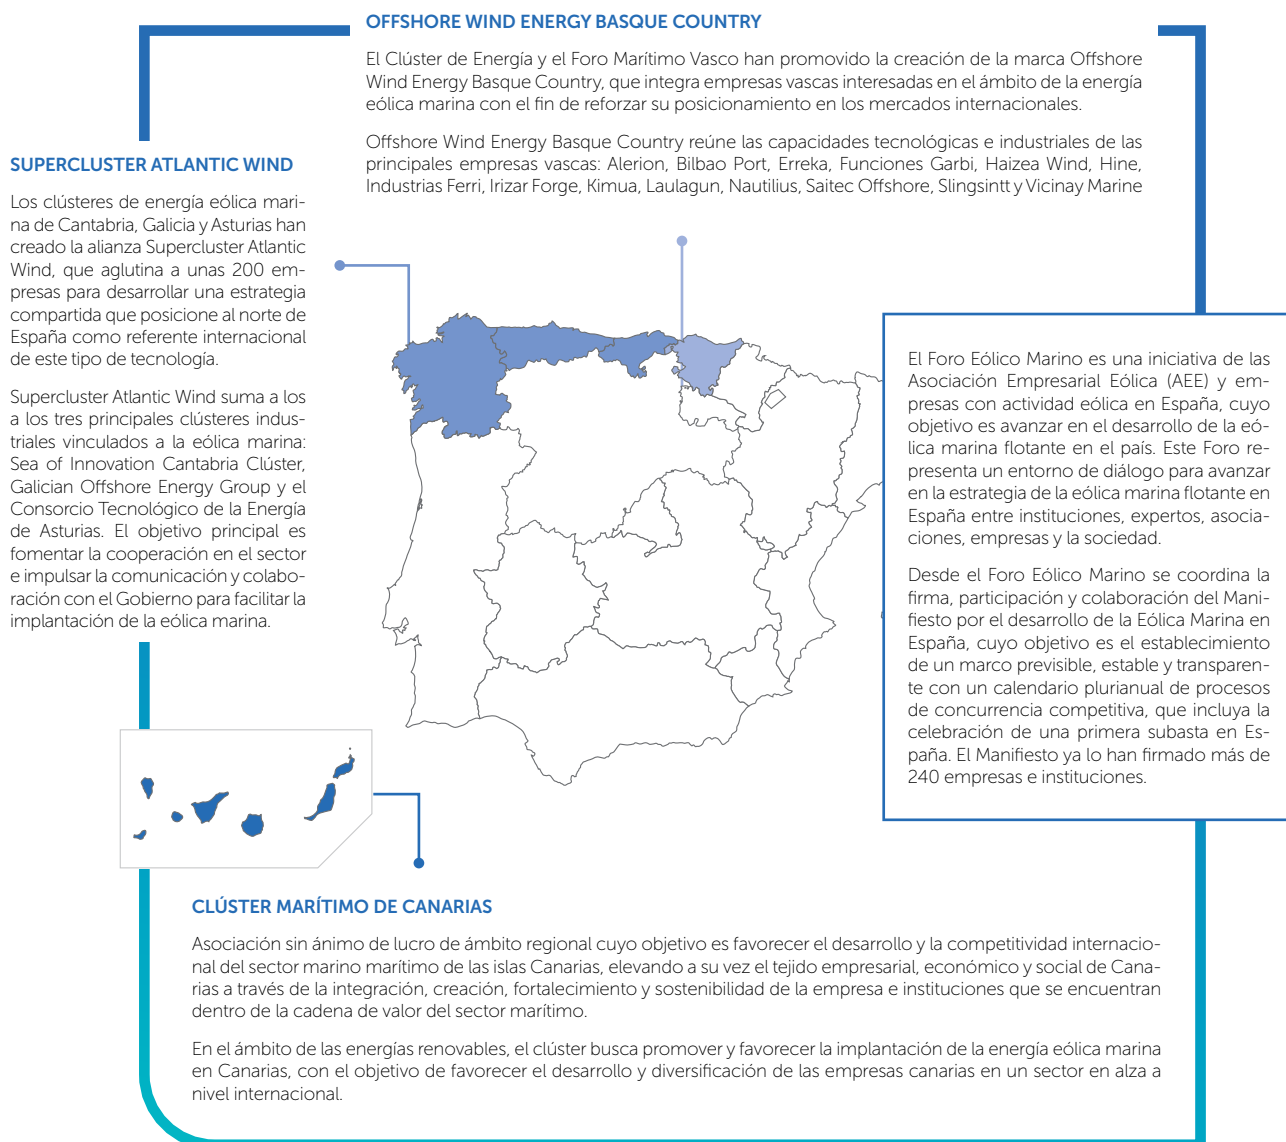 OFFSHORE WIND ENERGY BASQUE COUNTRY
El Clúster de Energía y el Foro Marítimo Vasco han promovido la creación de la marca Offshore
Wind Energy Basque Country, que integra empresas vascas interesadas en el ámbito de la energía
eólica marina con el fin de reforzar su posicionamiento en los mercados internacionales.
Offshore Wind Energy Basque Country reúne las capacidades tecnológicas e industriales de las
principales empresas vascas: Alerion, Bilbao Port, Erreka, Funciones Garbi, Haizea Wind, Hine,
Industrias Ferri, Irizar Forge, Kimua, Laulagun, Nautilius, Saitec Offshore, Slingsintt y Vicinay Marine
SUPERCLUSTER ATLANTIC WIND
Los clústeres de energía eólica mari-
na de Cantabria, Galicia y Asturias han
creado la alianza Supercluster Atlantic
Wind, que aglutina a unas 200 em-
presas para desarrollar una estrategia
compartida que posicione al norte de
España como referente internacional
de este tipo de tecnología.
Supercluster Atlantic Wind suma a los
a los tres principales clústeres indus-
triales vinculados a la eólica marina:
Sea of Innovation Cantabria Clúster,
Galician Offshore Energy Group y el
Consorcio Tecnológico de la Energía
de Asturias. El objetivo principal es
fomentar la cooperación en el sector
e impulsar la comunicación y colabo-
ración con el Gobierno para facilitar la
implantación de la eólica marina.
El Foro Eólico Marino es una iniciativa de las
Asociación Empresarial Eólica (AEE) y em-
presas con actividad eólica en España, cuyo
objetivo es avanzar en el desarrollo de la eó-
lica marina flotante en el país. Este Foro re-
presenta un entorno de diálogo para avanzar
en la estrategia de la eólica marina flotante en
España entre instituciones, expertos, asocia-
ciones, empresas y la sociedad.
Desde el Foro Eólico Marino se coordina la
firma, participación y colaboración del Mani-
fiesto por el desarrollo de la Eólica Marina en
España, cuyo objetivo es el establecimiento
de un marco previsible, estable y transparen-
te con un calendario plurianual de procesos
de concurrencia competitiva, que incluya la
celebración de una primera subasta en Es-
paña. El Manifiesto ya lo han firmado más de
240 empresas e instituciones.
CLÚSTER MARÍTIMO DE CANARIAS
Asociación sin ánimo de lucro de ámbito regional cuyo objetivo es favorecer el desarrollo y la competitividad internacio-
nal del sector marino marítimo de las islas Canarias, elevando a su vez el tejido empresarial, económico y social de Cana-
rias a través de la integración, creación, fortalecimiento y sostenibilidad de la empresa e instituciones que se encuentran
dentro de la cadena de valor del sector marítimo.
En el ámbito de las energías renovables, el clúster busca promover y favorecer la implantación de la energía eólica marina
en Canarias, con el objetivo de favorecer el desarrollo y diversificación de las empresas canarias en un sector en alza a
nivel internacional.